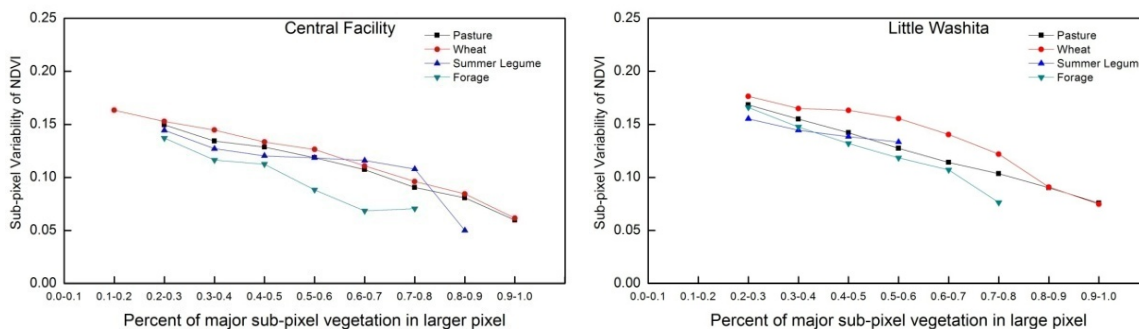 Central Facility
Pasture
Wheat
Summer Legume
Forage
Sub-pixel Variability of NDVI
0.25
0.20
0.15
0.10
0.05
0.00
0.0-0.1 0.1-0.2 0.2-0.3 0.3-0.4 0.4-0.5 0.5-0.6 0.6-0.7 0.7-0.8 0.8-0.9 0.9-1.0
Percent of major sub-pixel vegetation in larger pixel
Little Washita
Pasture
Wheat
Summer Legume
Forage
Sub-pixel Variability of NDVI
0.25
0.20
0.15
0.10
0.05
0.00
0.0-0.1 0.1-0.2 0.2-0.3 0.3-0.4 0.4-0.5 0.5-0.6 0.6-0.7 0.7-0.8 0.8-0.9 0.9-1.0
Percent of major sub-pixel vegetation in large pixel